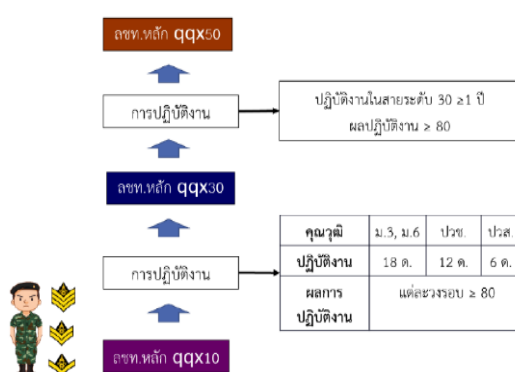 ลชท.หลัก qqx50
การปฏิบัติงาน
ปฏิบัติงานในสายระดับ 30 ≥1 ปี
ผลปฏิบัติงาน ≥ 80
ลชท.หลัก qqx30
การปฏิบัติงาน
คุณวุฒิ ม.3, ม.6 ปวช. ปวส.
ปฏิบัติงาน 18 ด. 12 ด. 6 ด.
ผลการ
ปฏิบัติงาน
แต่ละวงรอบ ≥ 80
ลชท.หลัก qqx10